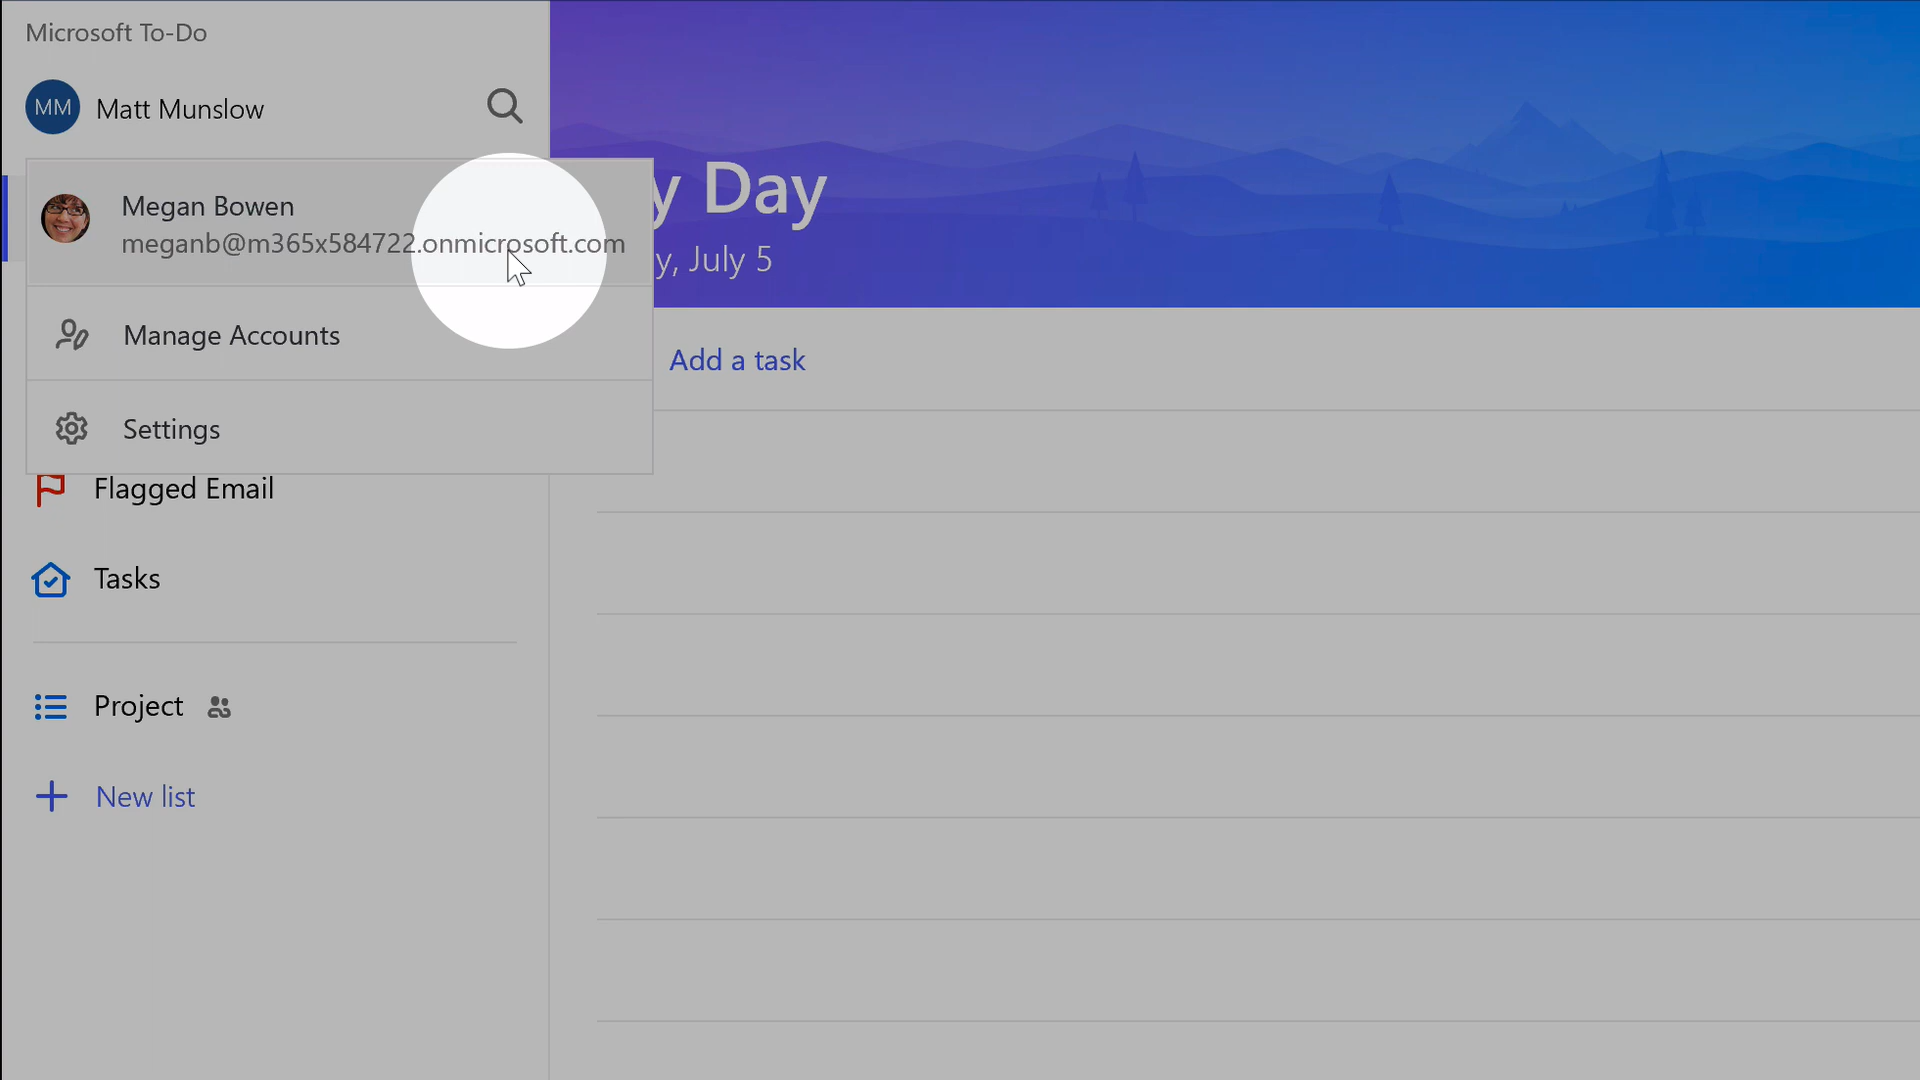 Microsoft To-Do
MM Matt Munslow
Megan Bowen
meganb@m365x584722.onmicrosoft.com
Manage Accounts
Settings
Flagged Email
Tasks
Project
New list
y Day
y, July 5
Add a task